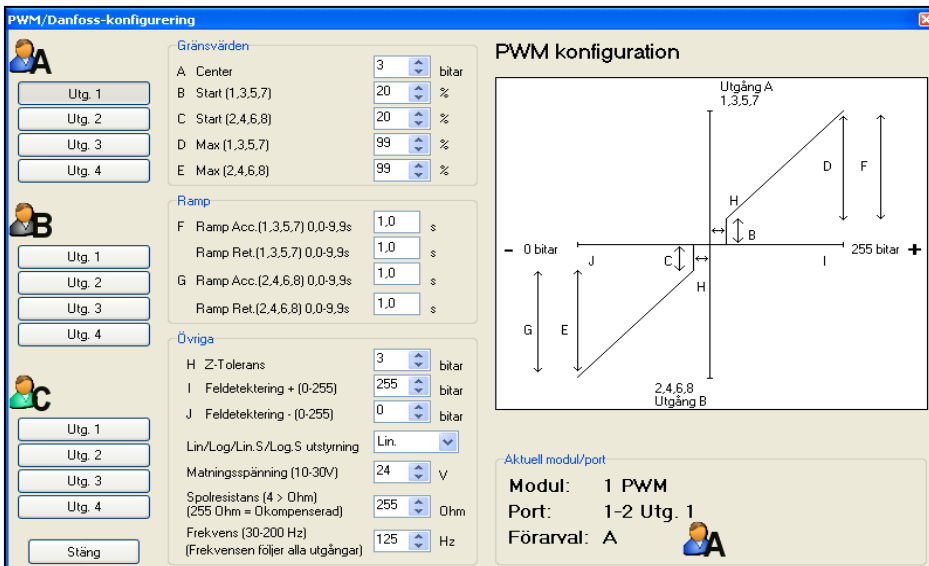 PWM/Danfoss-konfigurering
A
Utg. 1
Utg. 2
Utg. 3
Utg. 4
B
Utg. 1
Utg. 2
Utg. 3
Utg. 4
C
Utg. 1
Utg. 2
Utg. 3
Utg. 4
Stäng
Gränsvärden
A Center 3 bitar
B Start (1,3,5,7) 20 %
C Start (2,4,6,8) 20 %
D Max (1,3,5,7) 99 %
E Max (2,4,6,8) 99 %
Ramp
F Ramp Acc.(1,3,5,7) 0,0-9,9s 1,0 s
Ramp Ret.(1,3,5,7) 0,0-9,9s 1,0 s
G Ramp Acc.(2,4,6,8) 0,0-9,9s 1,0 s
Ramp Ret.(2,4,6,8) 0,0-9,9s 1,0 s
Övriga
H Z-Tolerans 3 bitar
I Feldetektering + (0-255) 255 bitar
J Feldetektering - (0-255) 0 bitar
Lin/Log/Lin.S/Log.S utstyrning Lin.
Matningsspänning (10-30V) 24 V
Spolresistans (4 > Ohm)
(255 Ohm = Okompenserad) 255 Ohm
Frekvens (30-200 Hz)
(Frekvensen följer alla utgångar) 125 Hz
PWM konfiguration
Utgång A
1,3,5,7
D F
H
B
- 0 bitar
J
C
I
255 bitar +
H
G E
2,4,6,8
Utgång B
Aktuell modul/port
Modul: 1 PWM
Port: 1-2 Utg. 1
Förarval: A
A